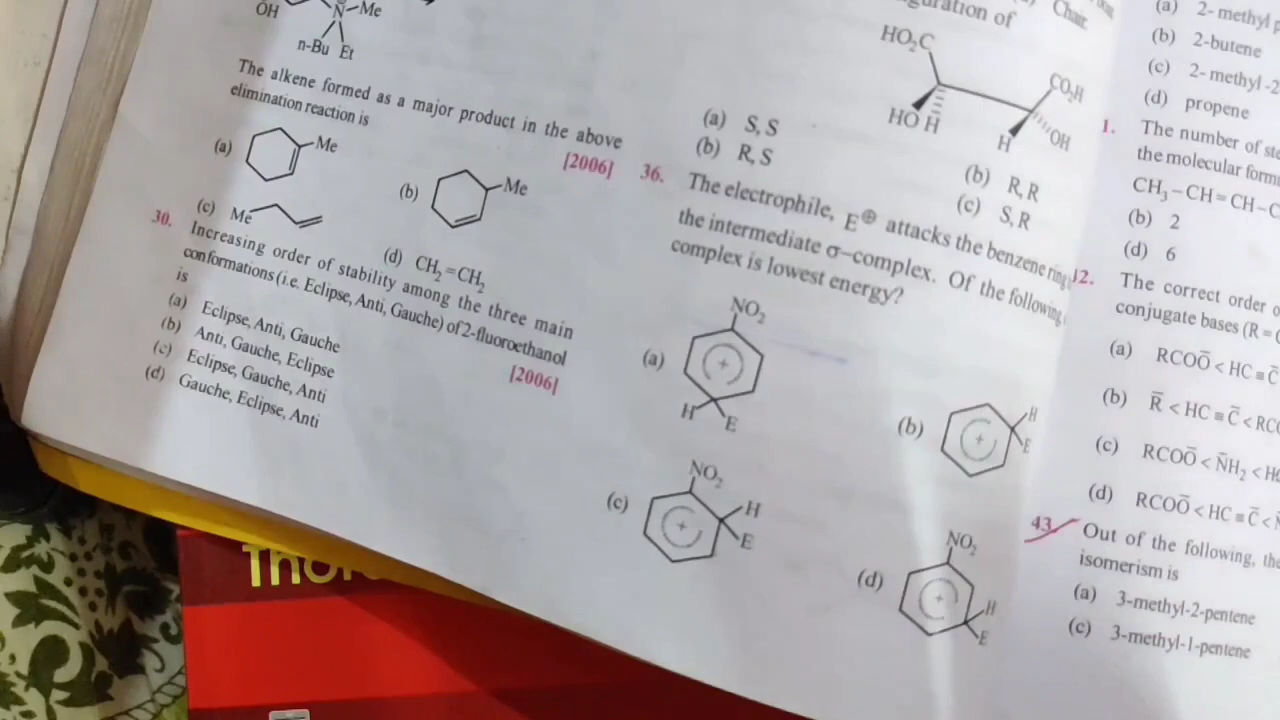 OH
N-Me
n-Bu Et
The alkene formed as a major product in the above
elimination reaction is
[2006]
(a) Me
(b) Me
(c) Me
(d) CH₂=CH₂
30. Increasing order of stability among the three main
conformations (i.e. Eclipse, Anti, Gauche) of 2-fluoroethanol
is
[2006]
(a) Eclipse, Anti, Gauche
(b) Anti, Gauche, Eclipse
(c) Eclipse, Gauche, Anti
(d) Gauche, Eclipse, Anti
Chair
of
HO₂C
CO₂H
HO H
H OH
(a) S, S
(b) R, S
(b) R, R
(c) S, R
36. The electrophile, E⊕ attacks the benzene ring
the intermediate σ–complex. Of the following,
complex is lowest energy?
(a) NO₂
H E
(b) H
E
(c) NO₂
H
E
(d) NO₂
H
E
(a) 2- methyl
(b) 2-butene
(c) 2- methyl -2
(d) propene
1. The number of
the molecular
CH₃ – CH = CH – C
(b) 2
(d) 6
12. The correct order
conjugate bases (R =
(a) RCOŌ < HC ≡ C̄
(b) R̄ < HC ≡ C̄ < RCO
(c) RCOŌ < N̄H₂ < H
(d) RCOŌ < HC ≡ C̄ <
43 Out of the following, the
isomerism is
(a) 3-methyl-2-pentene
(c) 3-methyl-1-pentene